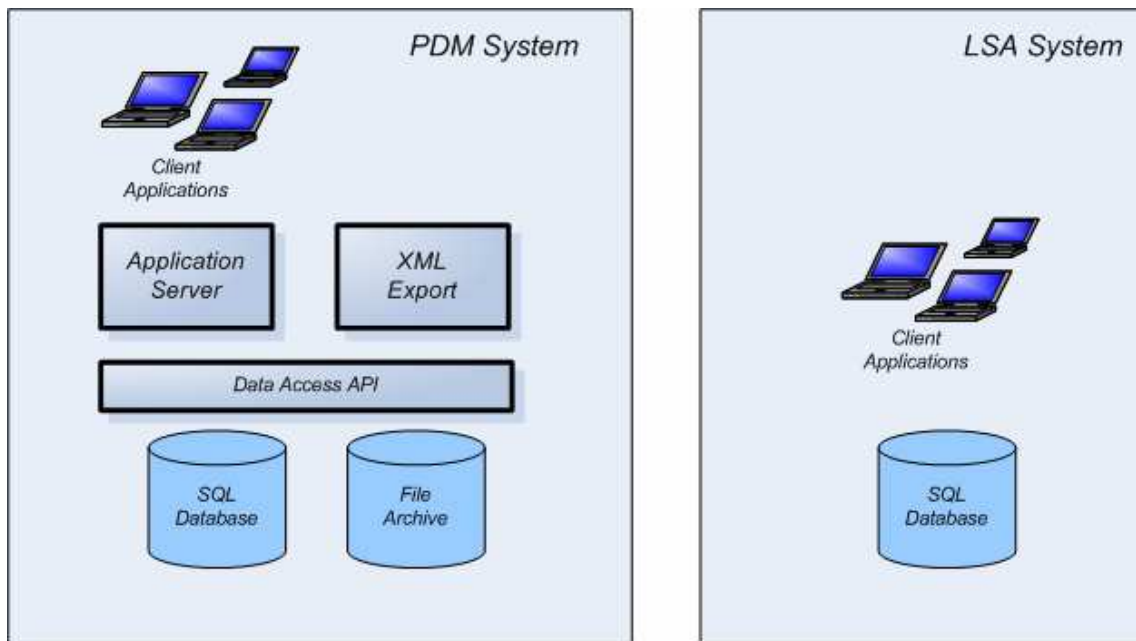 PDM System
Client
Applications
Application
Server
XML
Export
Data Access API
SQL
Database
File
Archive
LSA System
Client
Applications
SQL
Database